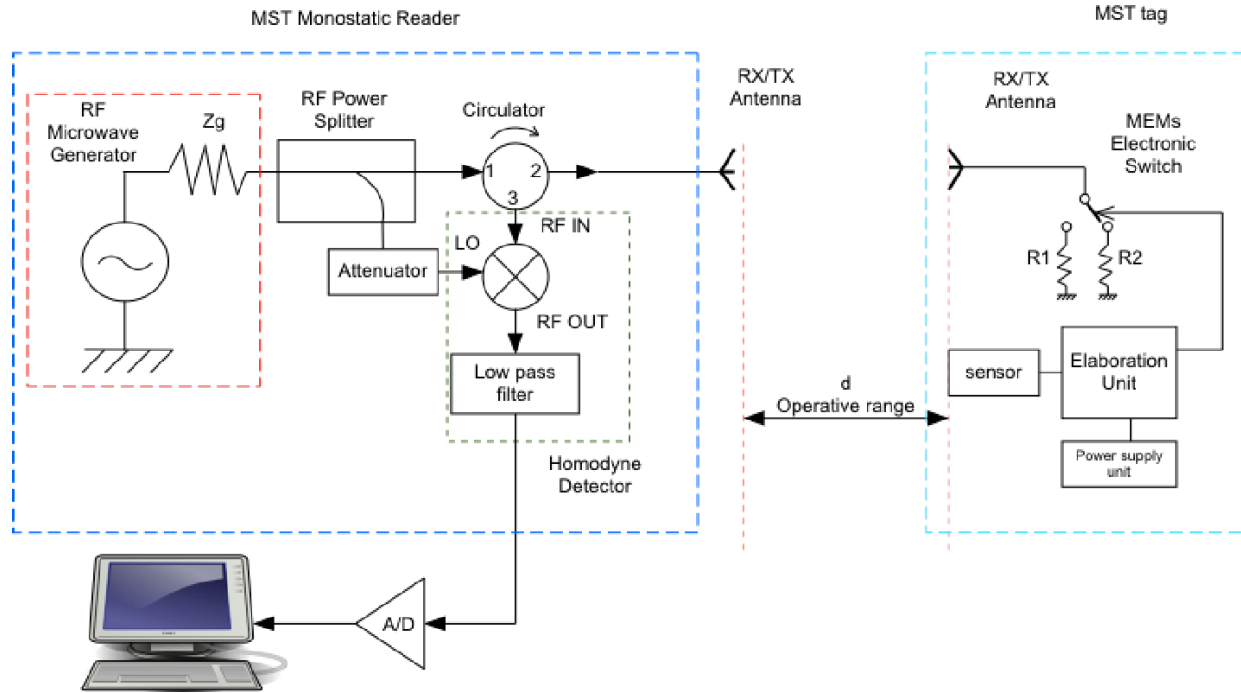 MST Monostatic Reader
MST tag
RF
Microwave
Generator
Zg
RF Power
Splitter
Circulator
1
2
3
RX/TX
Antenna
RX/TX
Antenna
MEMs
Electronic
Switch
RF IN
LO
Attenuator
RF OUT
Low pass
filter
Homodyne
Detector
R1
R2
d
Operative range
sensor
Elaboration
Unit
Power supply
unit
A/D